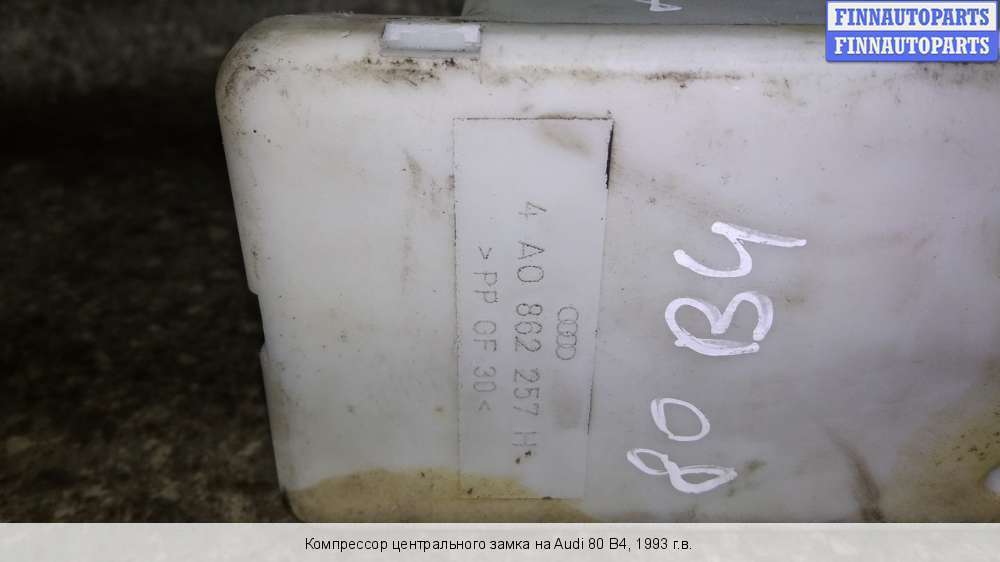 FINNAUTOPARTS
FINNAUTOPARTS
4 A0 862 257 H
>PP GF 30<
80 B4
Компрессор центрального замка на Audi 80 B4, 1993 г.в.